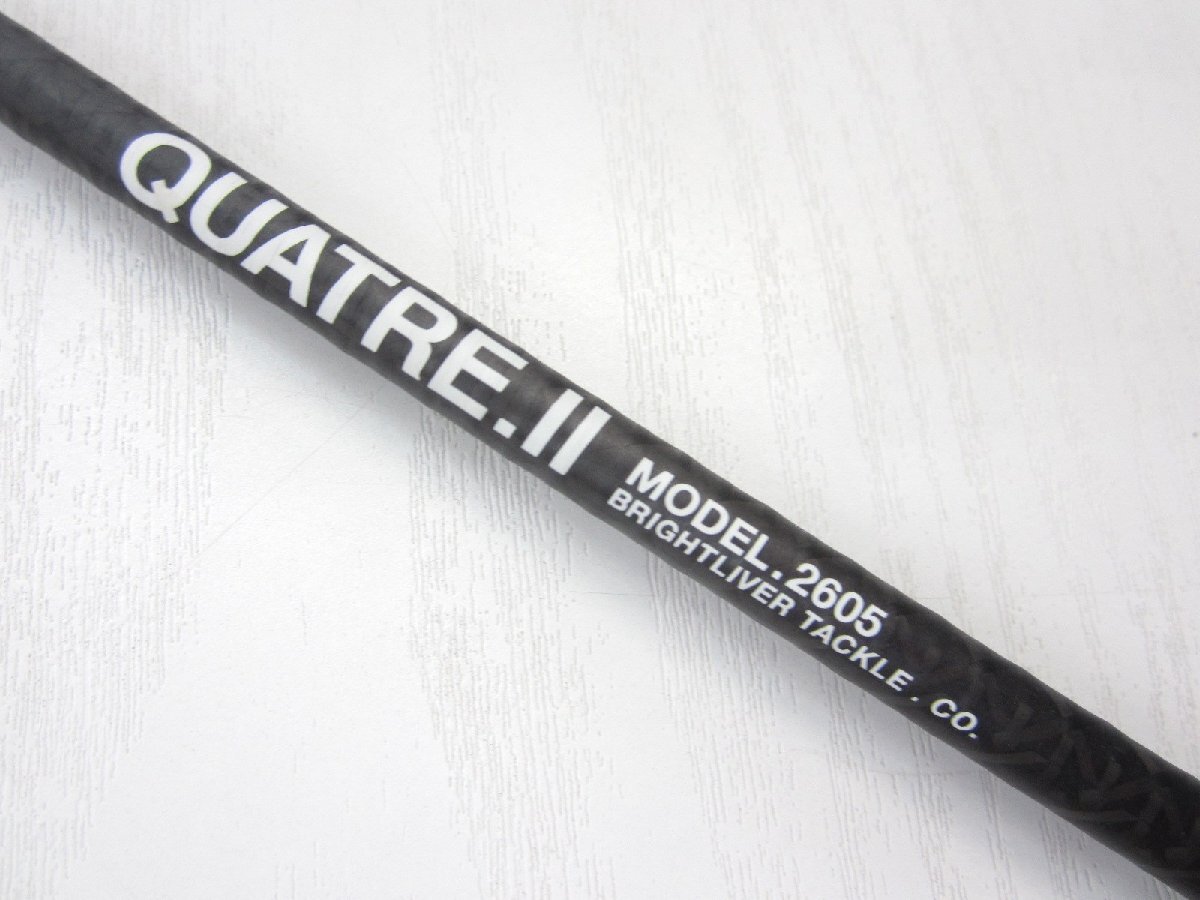 QUATRE.II
MODEL.2605
BRIGHTLIVER TACKLE . CO.